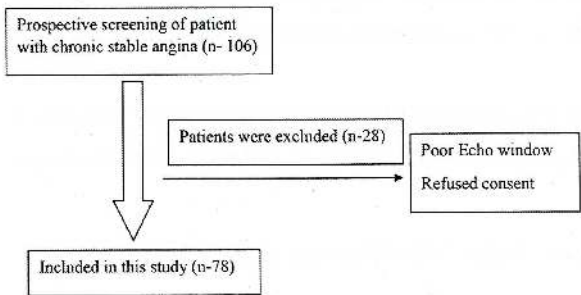 Prospective screening of patient
with chronic stable angina (n- 106)
Patients were excluded (n-28)
Poor Echo window
Refused consent
Included in this study (n-78)